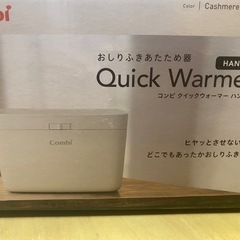 bi
Color
Cashmere
おしりふきあたため器
HAN
Quick Warme
コンビ クイックウォーマー ハン
Combi
ヒヤッとさせない
どこでもあったかおしりふき